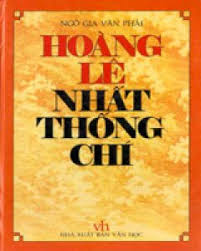 NGÔ GIA VĂN PHÁI
HOÀNG
LÊ
NHẤT
THỐNG
CHÍ
vh
NHÀ XUẤT BẢN VĂN HỌC